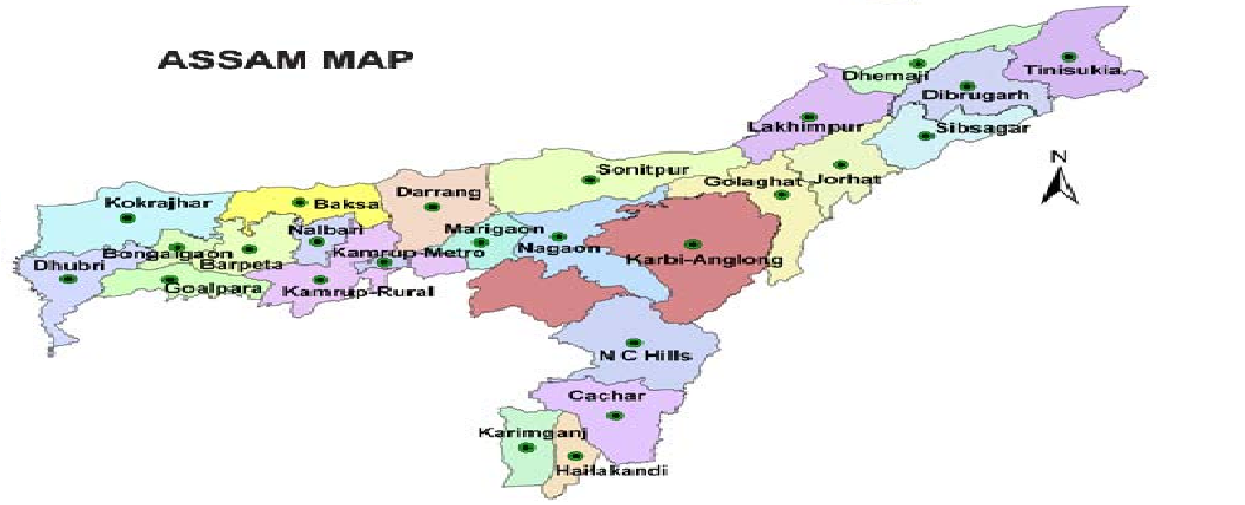 ASSAM MAP
Tinisukia
Dhemaji
Dibrugarh
Lakhimpur
Sibsagar
N
Sonitpur
Golaghat
Jorhat
Darrang
Kokrajhar
Baksa
Nalbari
Marigaon
Nagaon
Bongaigaon
Kamrup-Metro
Barpeta
Karbi-Anglong
Dhubri
Goalpara
Kamrup-Rural
N C Hills
Cachar
Karimganj
Hailakandi